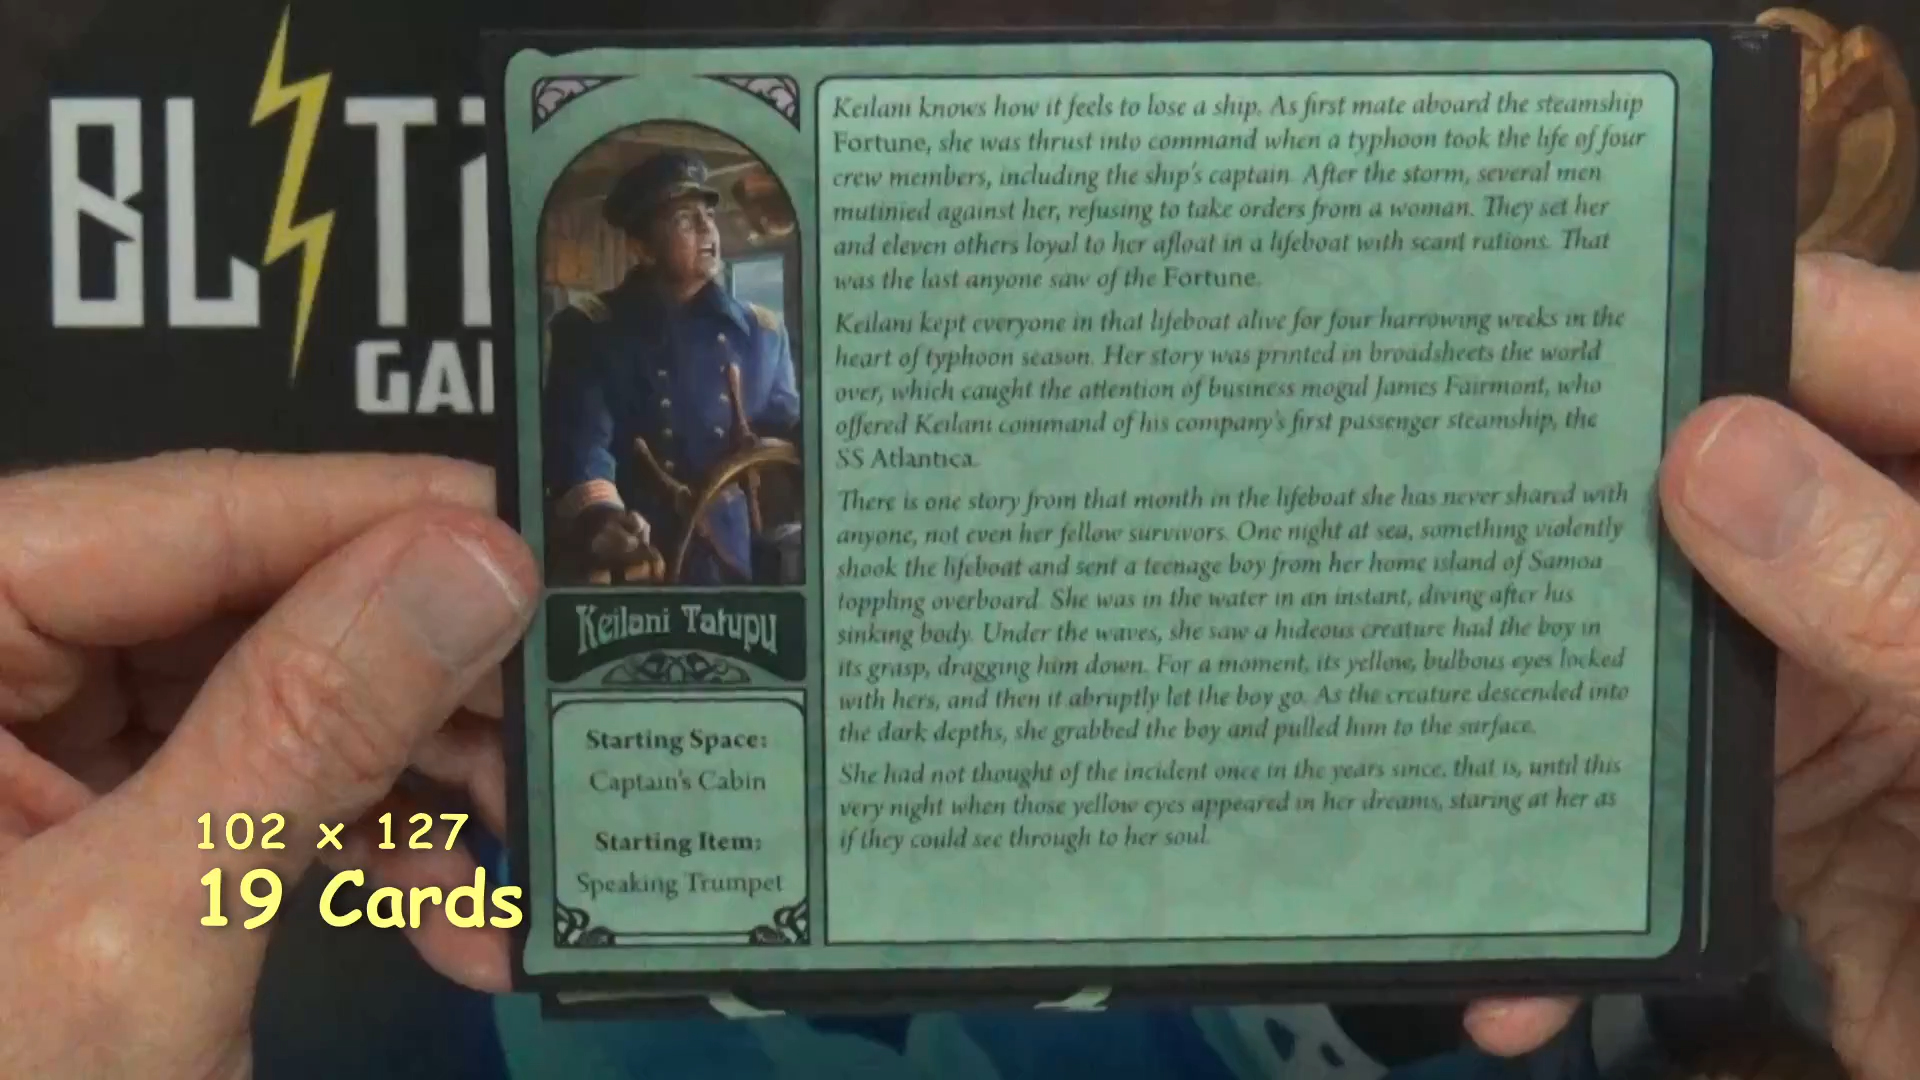 BLIT
GA
Keilani knows how it feels to lose a ship. As first mate aboard the steamship
Fortune, she was thrust into command when a typhoon took the life of four
crew members, including the ship's captain. After the storm, several men
mutinied against her, refusing to take orders from a woman. They set her
and eleven others loyal to her afloat in a lifeboat with scant rations. That
was the last anyone saw of the Fortune.
Keilani kept everyone in that lifeboat alive for four harrowing weeks in the
heart of typhoon season. Her story was printed in broadsheets the world
over, which caught the attention of business mogul James Fairmont, who
offered Keilani command of his company's first passenger steamship, the
SS Atlantica.
There is one story from that month in the lifeboat she has never shared with
anyone, not even her fellow survivors. One night at sea, something violently
shook the lifeboat and sent a teenage boy from her home island of Samoa
toppling overboard. She was in the water in an instant, diving after his
sinking body. Under the waves, she saw a hideous creature had the boy in
its grasp, dragging him down. For a moment, its yellow, bulbous eyes locked
with hers, and then it abruptly let the boy go. As the creature descended into
the dark depths, she grabbed the boy and pulled him to the surface.
She had not thought of the incident once in the years since, that is, until this
very night when those yellow eyes appeared in her dreams, staring at her as
if they could see through to her soul.
Keilani Tatupu
Starting Space:
Captain's Cabin
Starting Item:
Speaking Trumpet
102 x 127
19 Cards